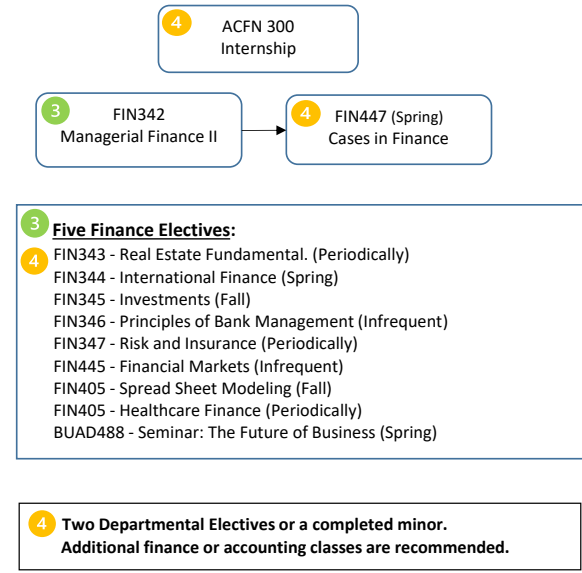 4 ACFN 300
Internship
3 FIN342
Managerial Finance II
4 FIN447 (Spring)
Cases in Finance
3 Five Finance Electives:
4 FIN343 - Real Estate Fundamental. (Periodically)
FIN344 - International Finance (Spring)
FIN345 - Investments (Fall)
FIN346 - Principles of Bank Management (Infrequent)
FIN347 - Risk and Insurance (Periodically)
FIN445 - Financial Markets (Infrequent)
FIN405 - Spread Sheet Modeling (Fall)
FIN405 - Healthcare Finance (Periodically)
BUAD488 - Seminar: The Future of Business (Spring)
4 Two Departmental Electives or a completed minor.
Additional finance or accounting classes are recommended.